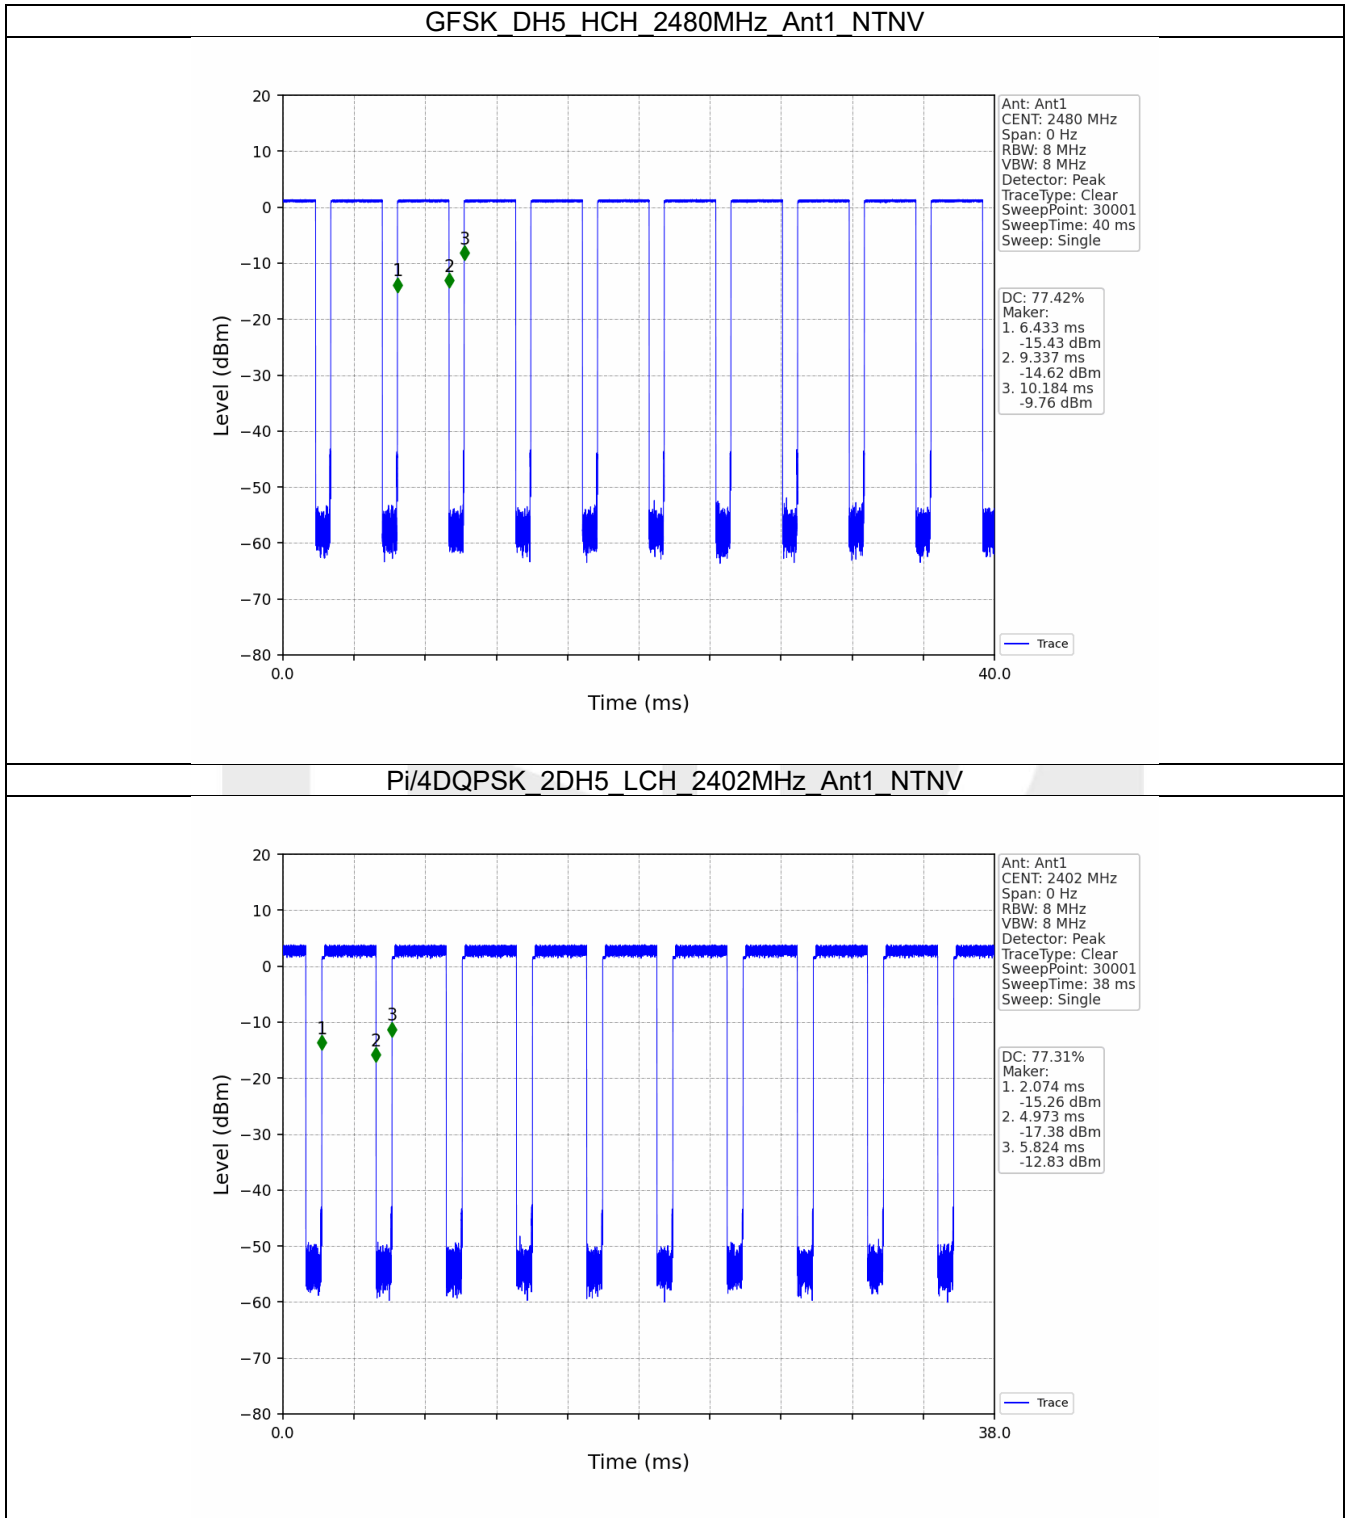 GFSK_DH5_HCH_2480MHz_Ant1_NTNV
20
10
0
−10
−20
−30
−40
−50
−60
−70
−80
Level (dBm)
0.0
40.0
Time (ms)
1
2
3
Ant: Ant1
CENT: 2480 MHz
Span: 0 Hz
RBW: 8 MHz
VBW: 8 MHz
Detector: Peak
TraceType: Clear
SweepPoint: 30001
SweepTime: 40 ms
Sweep: Single
DC: 77.42%
Maker:
1. 6.433 ms
-15.43 dBm
2. 9.337 ms
-14.62 dBm
3. 10.184 ms
-9.76 dBm
Trace
Pi/4DQPSK_2DH5_LCH_2402MHz_Ant1_NTNV
20
10
0
−10
−20
−30
−40
−50
−60
−70
−80
Level (dBm)
0.0
38.0
Time (ms)
1
2
3
Ant: Ant1
CENT: 2402 MHz
Span: 0 Hz
RBW: 8 MHz
VBW: 8 MHz
Detector: Peak
TraceType: Clear
SweepPoint: 30001
SweepTime: 38 ms
Sweep: Single
DC: 77.31%
Maker:
1. 2.074 ms
-15.26 dBm
2. 4.973 ms
-17.38 dBm
3. 5.824 ms
-12.83 dBm
Trace